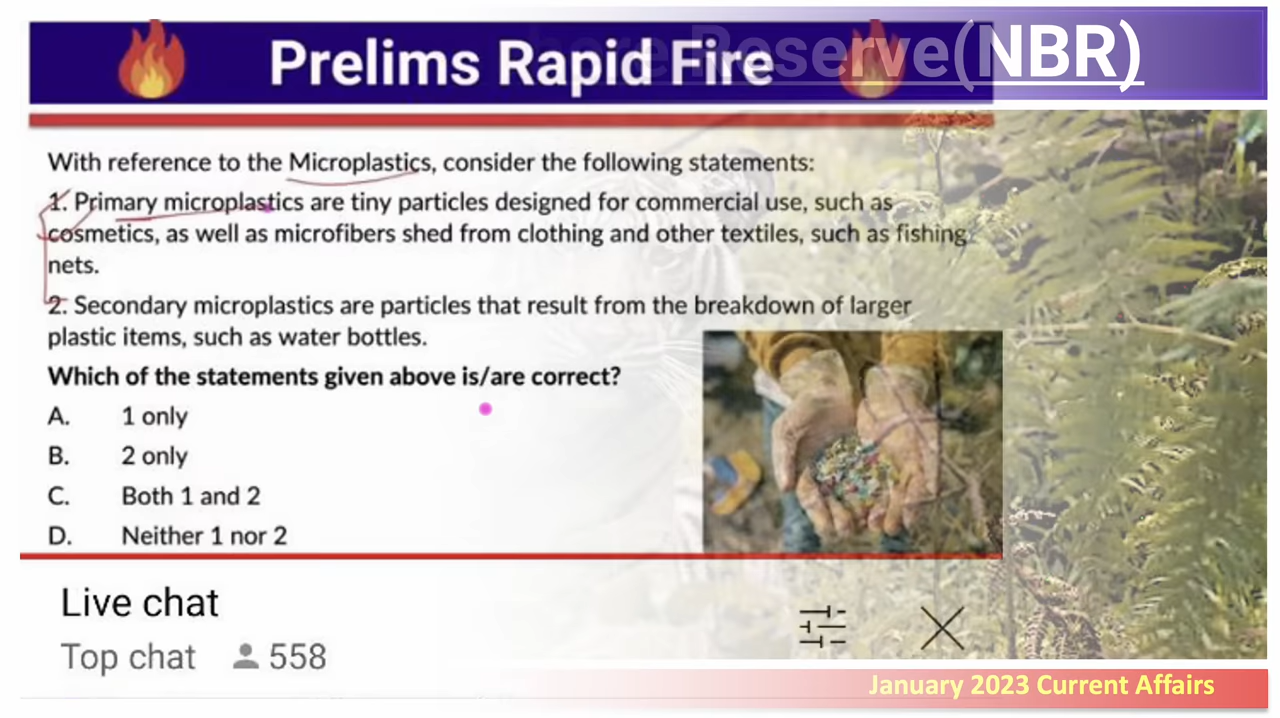 Prelims Rapid Fire
Reserve(NBR)
With reference to the Microplastics, consider the following statements:
1. Primary microplastics are tiny particles designed for commercial use, such as
cosmetics, as well as microfibers shed from clothing and other textiles, such as fishing
nets.
2. Secondary microplastics are particles that result from the breakdown of larger
plastic items, such as water bottles.
Which of the statements given above is/are correct?
A. 1 only
B. 2 only
C. Both 1 and 2
D. Neither 1 nor 2
Live chat
Top chat 558
January 2023 Current Affairs